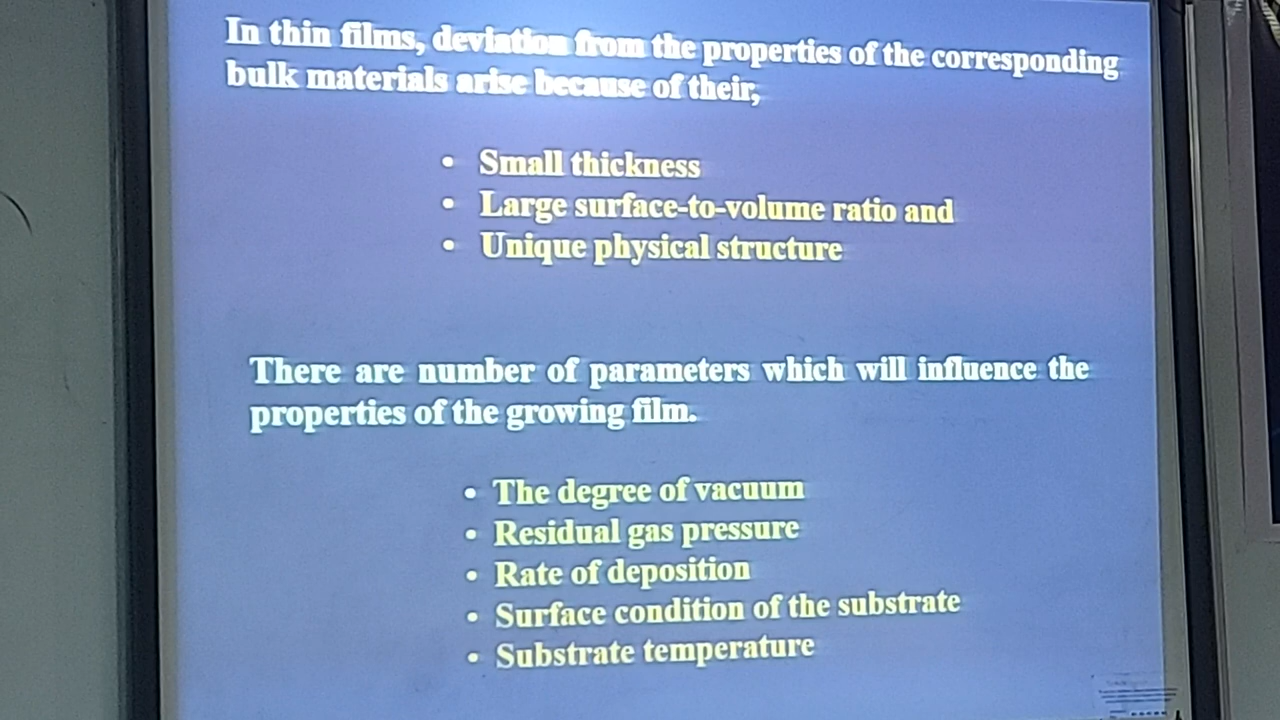 In thin films, deviation from the properties of the corresponding
bulk materials arise because of their,
• Small thickness
• Large surface-to-volume ratio and
• Unique physical structure
There are number of parameters which will influence the
properties of the growing film.
• The degree of vacuum
• Residual gas pressure
• Rate of deposition
• Surface condition of the substrate
• Substrate temperature